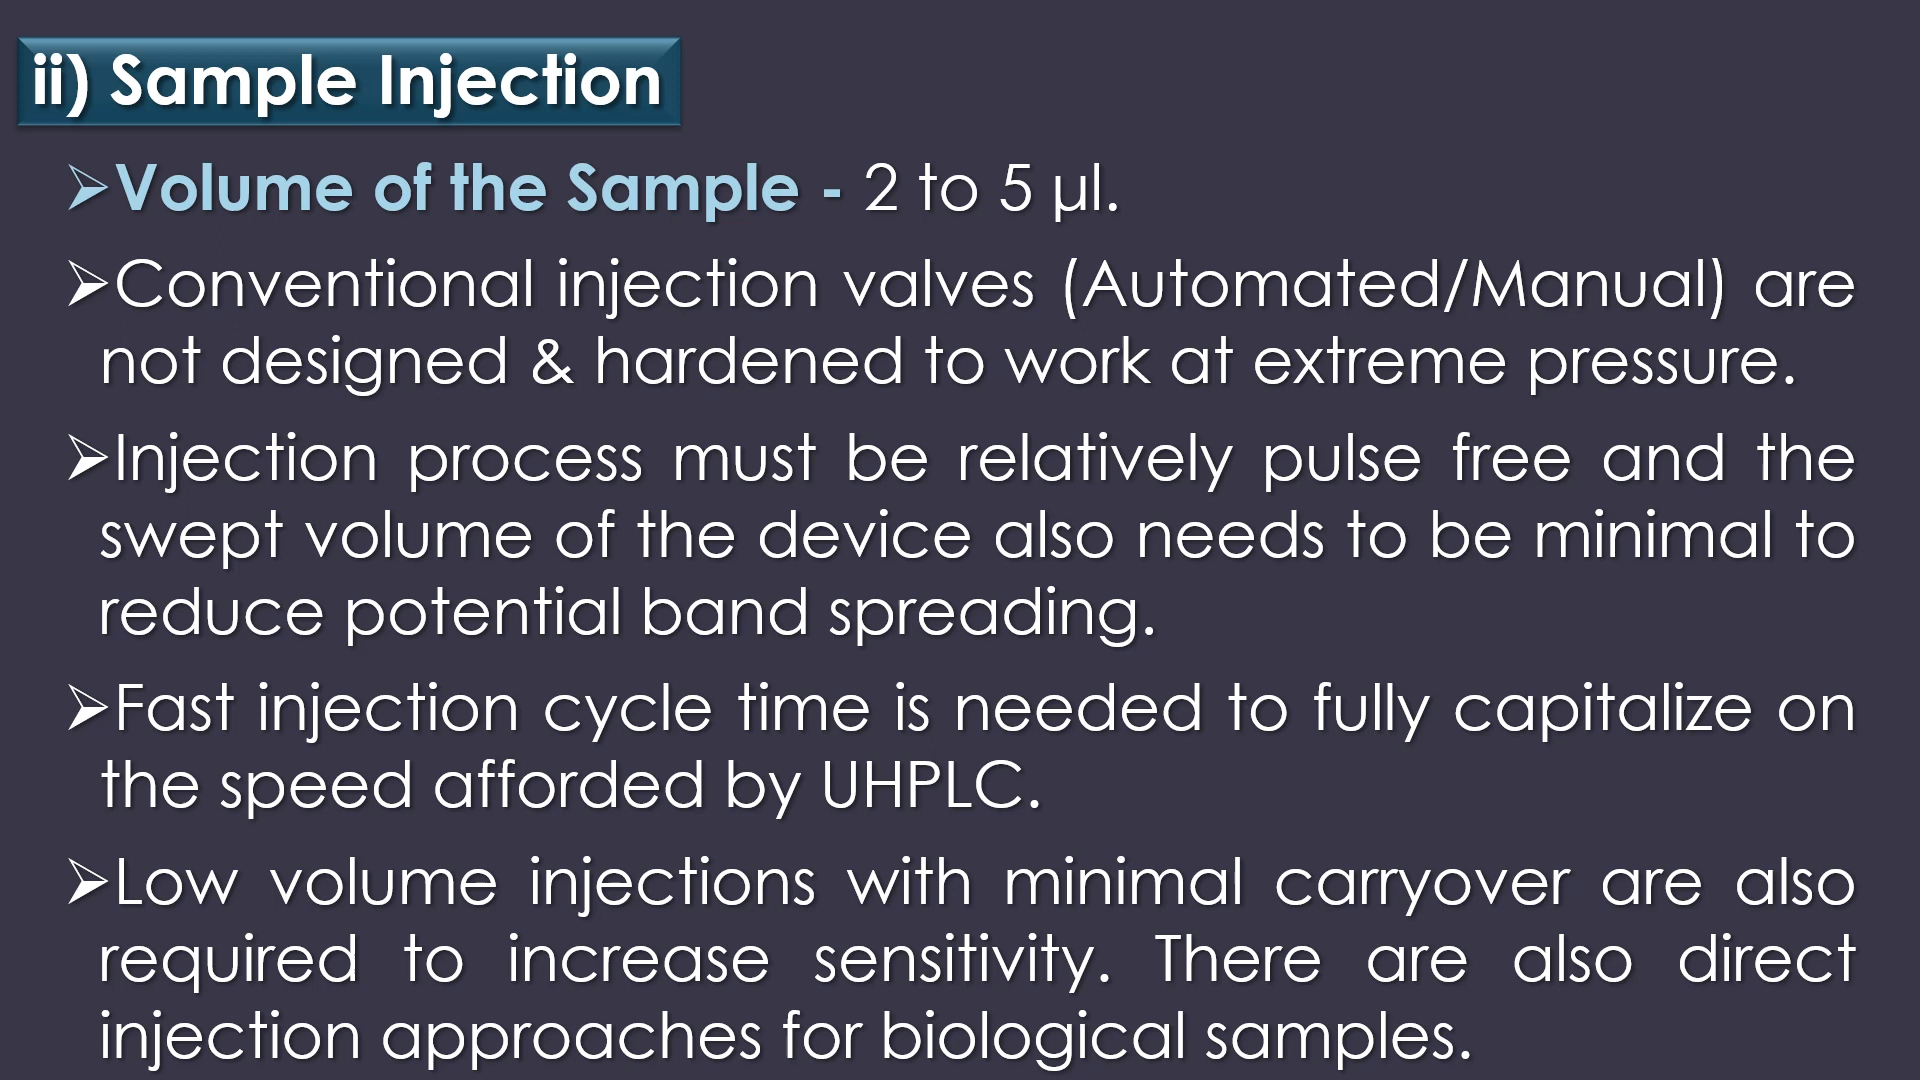 ii) Sample Injection
➢Volume of the Sample - 2 to 5 µl.
➢Conventional injection valves (Automated/Manual) are
not designed & hardened to work at extreme pressure.
➢Injection process must be relatively pulse free and the
swept volume of the device also needs to be minimal to
reduce potential band spreading.
➢Fast injection cycle time is needed to fully capitalize on
the speed afforded by UHPLC.
➢Low volume injections with minimal carryover are also
required to increase sensitivity. There are also direct
injection approaches for biological samples.